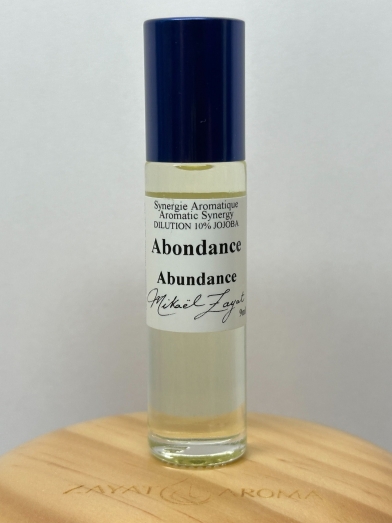 Synergie Aromatique
Aromatic Synergy
DILUTION 10% JOJOBA
Abondance
Abundance
Mikaël Zayat
ZAYAT AROMA